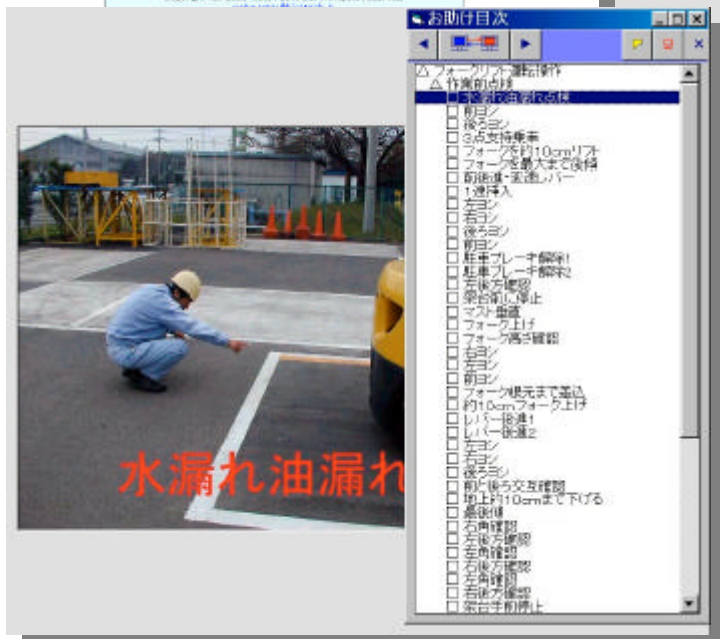 お助け目次
フォークリフト運転操作
作業前点検
水漏れ油漏れ点検
前ヨシ
後ろヨシ
3点支持乗車
フォークを約10cmリフト
フォークを最大まで後傾
前後進・変速レバー
1速挿入
左ヨシ
右ヨシ
後ろヨシ
前ヨシ
駐車ブレーキ解除1
駐車ブレーキ解除2
左後方確認
架台前に停止
マスト垂直
フォーク上げ
フォーク高さ確認
右ヨシ
左ヨシ
前ヨシ
フォーク根元まで差込
約10cmフォーク上げ
レバー後進1
レバー後進2
左ヨシ
右ヨシ
後ろヨシ
前と後ろ交互確認
地上約10cmまで下げる
最後傾
右角確認
左後方確認
左角確認
右後方確認
左角確認
右後方確認
架台手前停止
水漏れ油漏れ